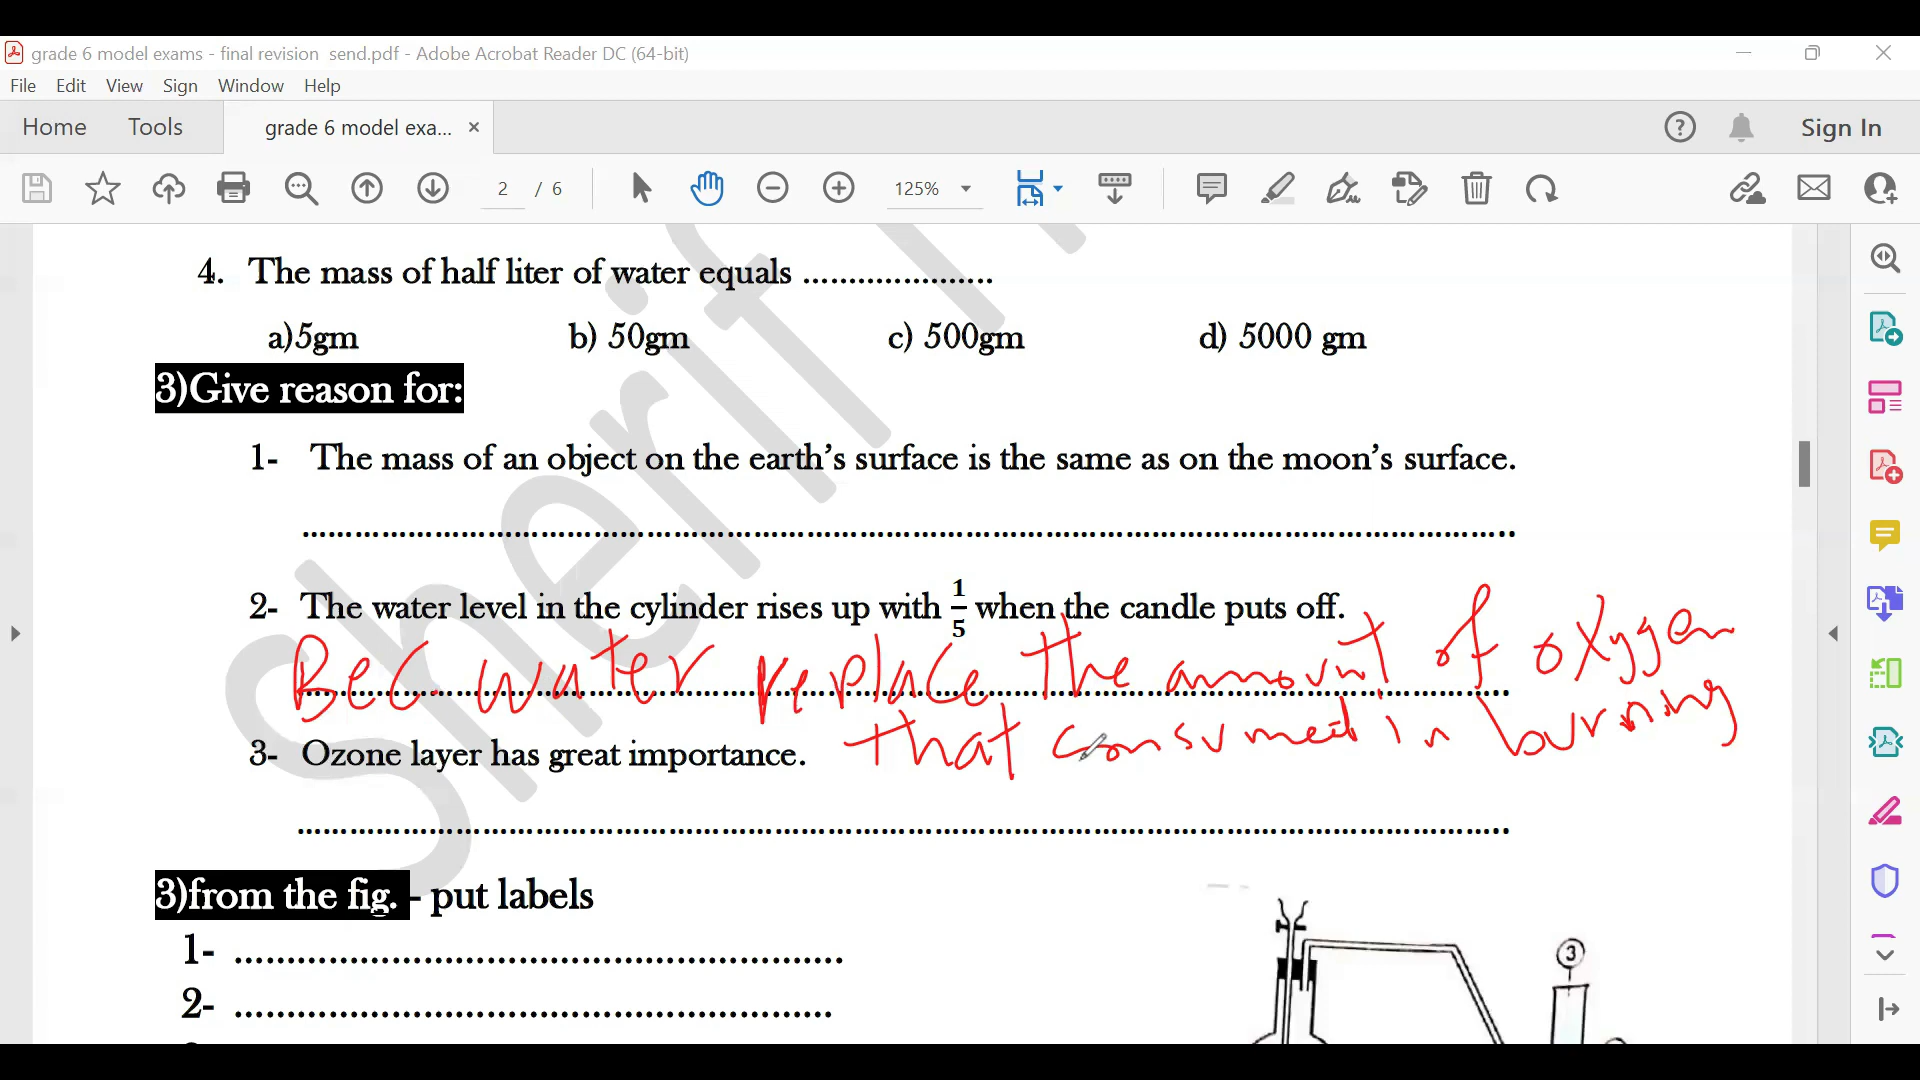 grade 6 model exams - final revision send.pdf - Adobe Acrobat Reader DC (64-bit)
File Edit View Sign Window Help
Home Tools grade 6 model exa... × Sign In
2 / 6 125%
4. The mass of half liter of water equals .....................
a)5gm b) 50gm c) 500gm d) 5000 gm
3)Give reason for:
1- The mass of an object on the earth's surface is the same as on the moon's surface.
2- The water level in the cylinder rises up with 1/5 when the candle puts off.
Bec. water replace the amount of oxygen
that consumed in burning
3- Ozone layer has great importance.
3)from the fig. - put labels
1- ....................................................................
2- ...................................................................
3
Sherif